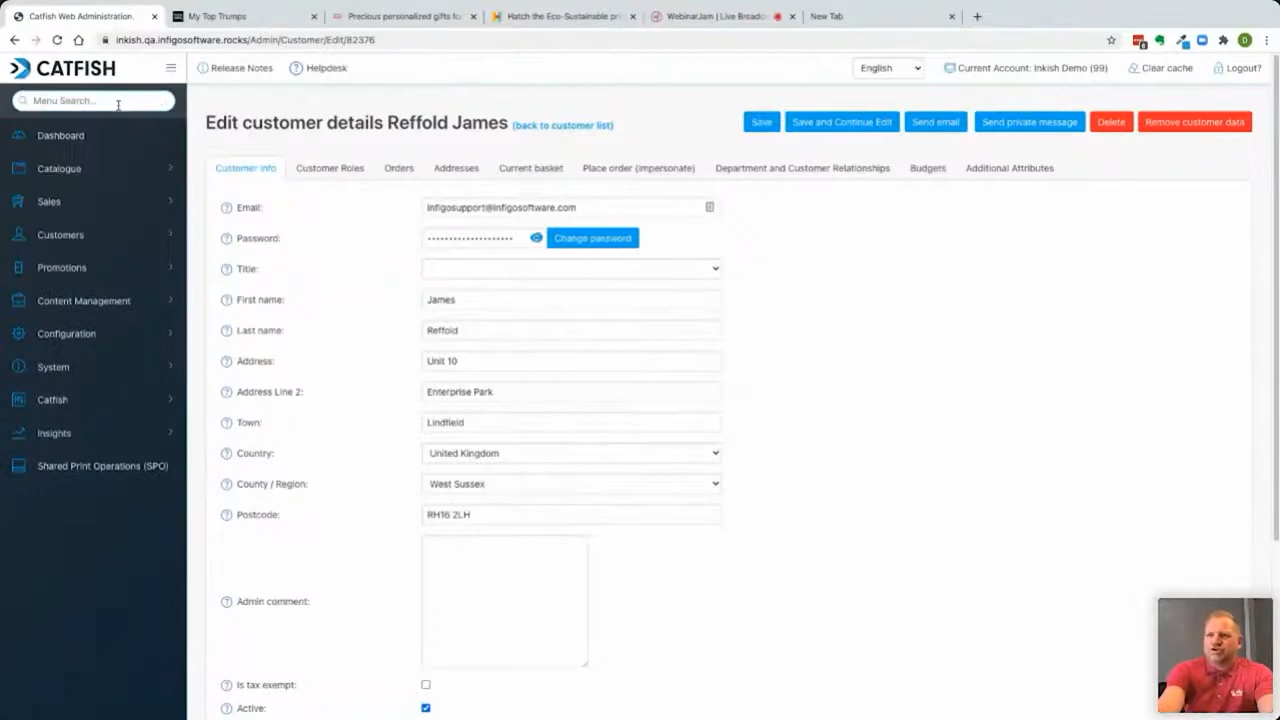 Catfish Web Administration.
My Top Trumps
Precious personalized gifts fo
Hatch the Eco-Sustainable pri
WebinarJam | Live Broadc
New Tab
inkish.qa.infigosoftware.rocks/Admin/Customer/Edit/82376
CATFISH
Release Notes
Helpdesk
English
Current Account: Inkish Demo (99)
Clear cache
Logout?
Menu Search...
Dashboard
Catalogue
Sales
Customers
Promotions
Content Management
Configuration
System
Catfish
Insights
Shared Print Operations (SPO)
Edit customer details Reffold James (back to customer list)
Save
Save and Continue Edit
Send email
Send private message
Delete
Remove customer data
Customer Info
Customer Roles
Orders
Addresses
Current basket
Place order (impersonate)
Department and Customer Relationships
Budgets
Additional Attributes
Email: infigosupport@infigosoftware.com
Password: ···················· Change password
Title:
First name: James
Last name: Reffold
Address: Unit 10
Address Line 2: Enterprise Park
Town: Lindfield
Country: United Kingdom
County / Region: West Sussex
Postcode: RH16 2LH
Admin comment:
Is tax exempt:
Active: